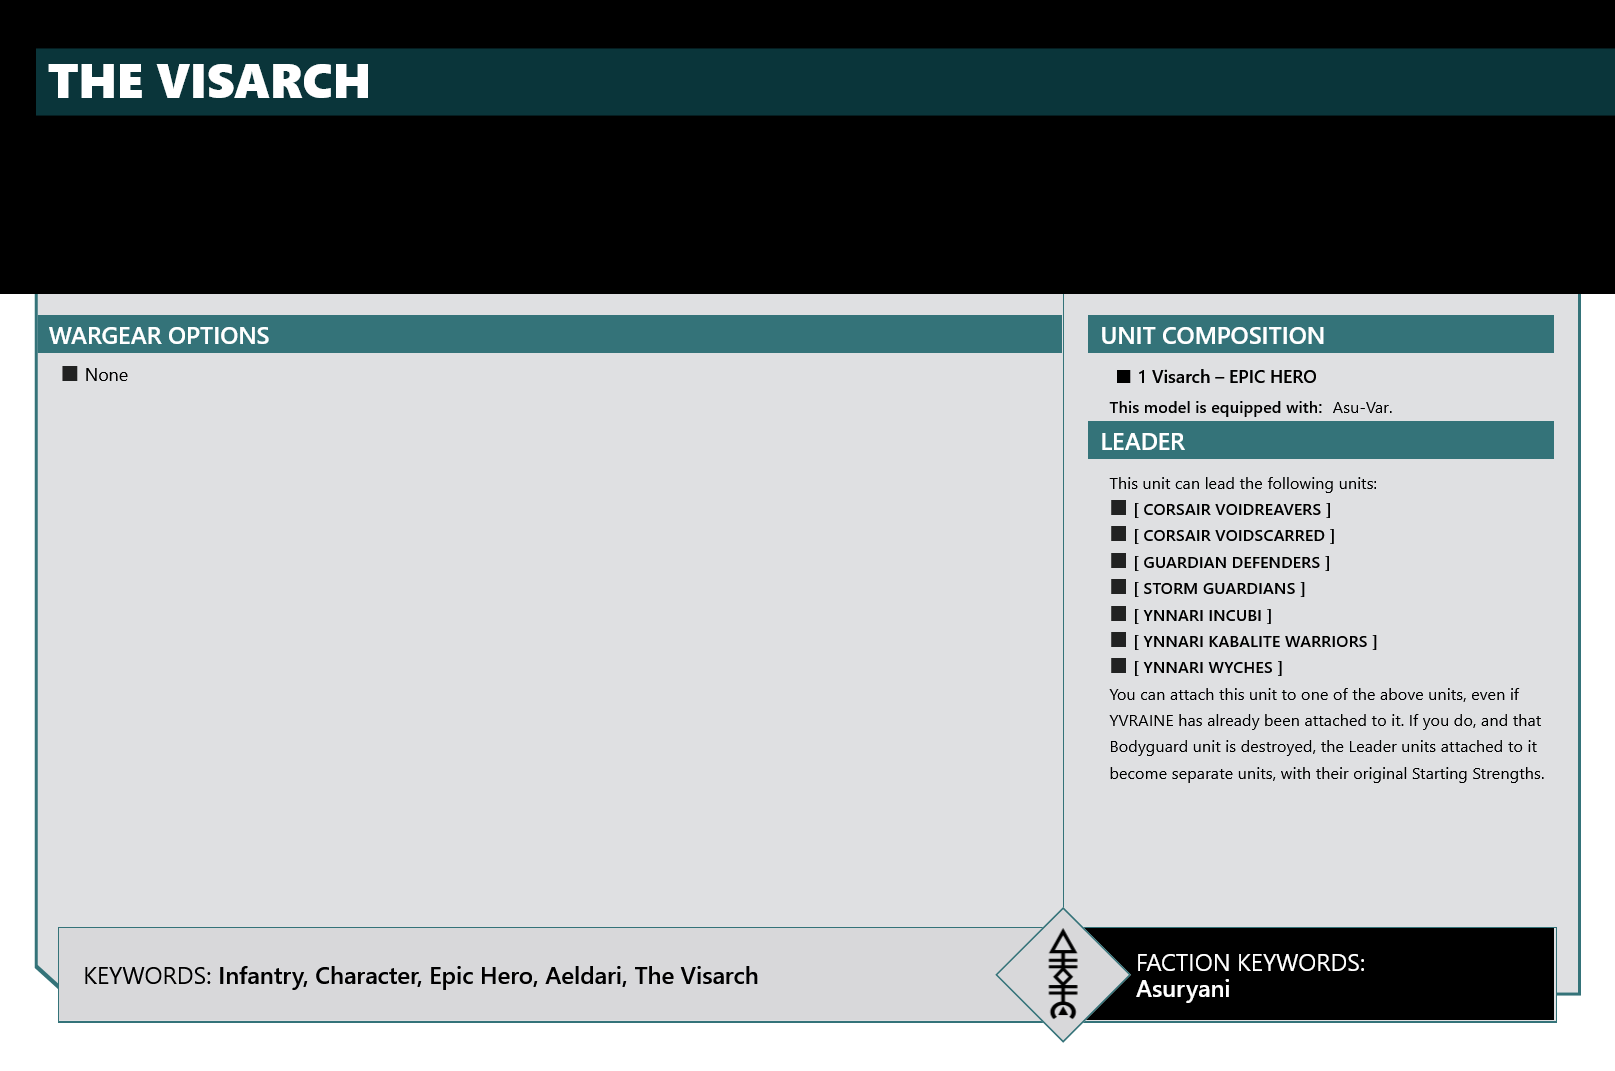 THE VISARCH
WARGEAR OPTIONS
None
UNIT COMPOSITION
1 Visarch – EPIC HERO
This model is equipped with: Asu-Var.
LEADER
This unit can lead the following units:
[ CORSAIR VOIDREAVERS ]
[ CORSAIR VOIDSCARRED ]
[ GUARDIAN DEFENDERS ]
[ STORM GUARDIANS ]
[ YNNARI INCUBI ]
[ YNNARI KABALITE WARRIORS ]
[ YNNARI WYCHES ]
You can attach this unit to one of the above units, even if
YVRAINE has already been attached to it. If you do, and that
Bodyguard unit is destroyed, the Leader units attached to it
become separate units, with their original Starting Strengths.
KEYWORDS: Infantry, Character, Epic Hero, Aeldari, The Visarch
FACTION KEYWORDS:
Asuryani